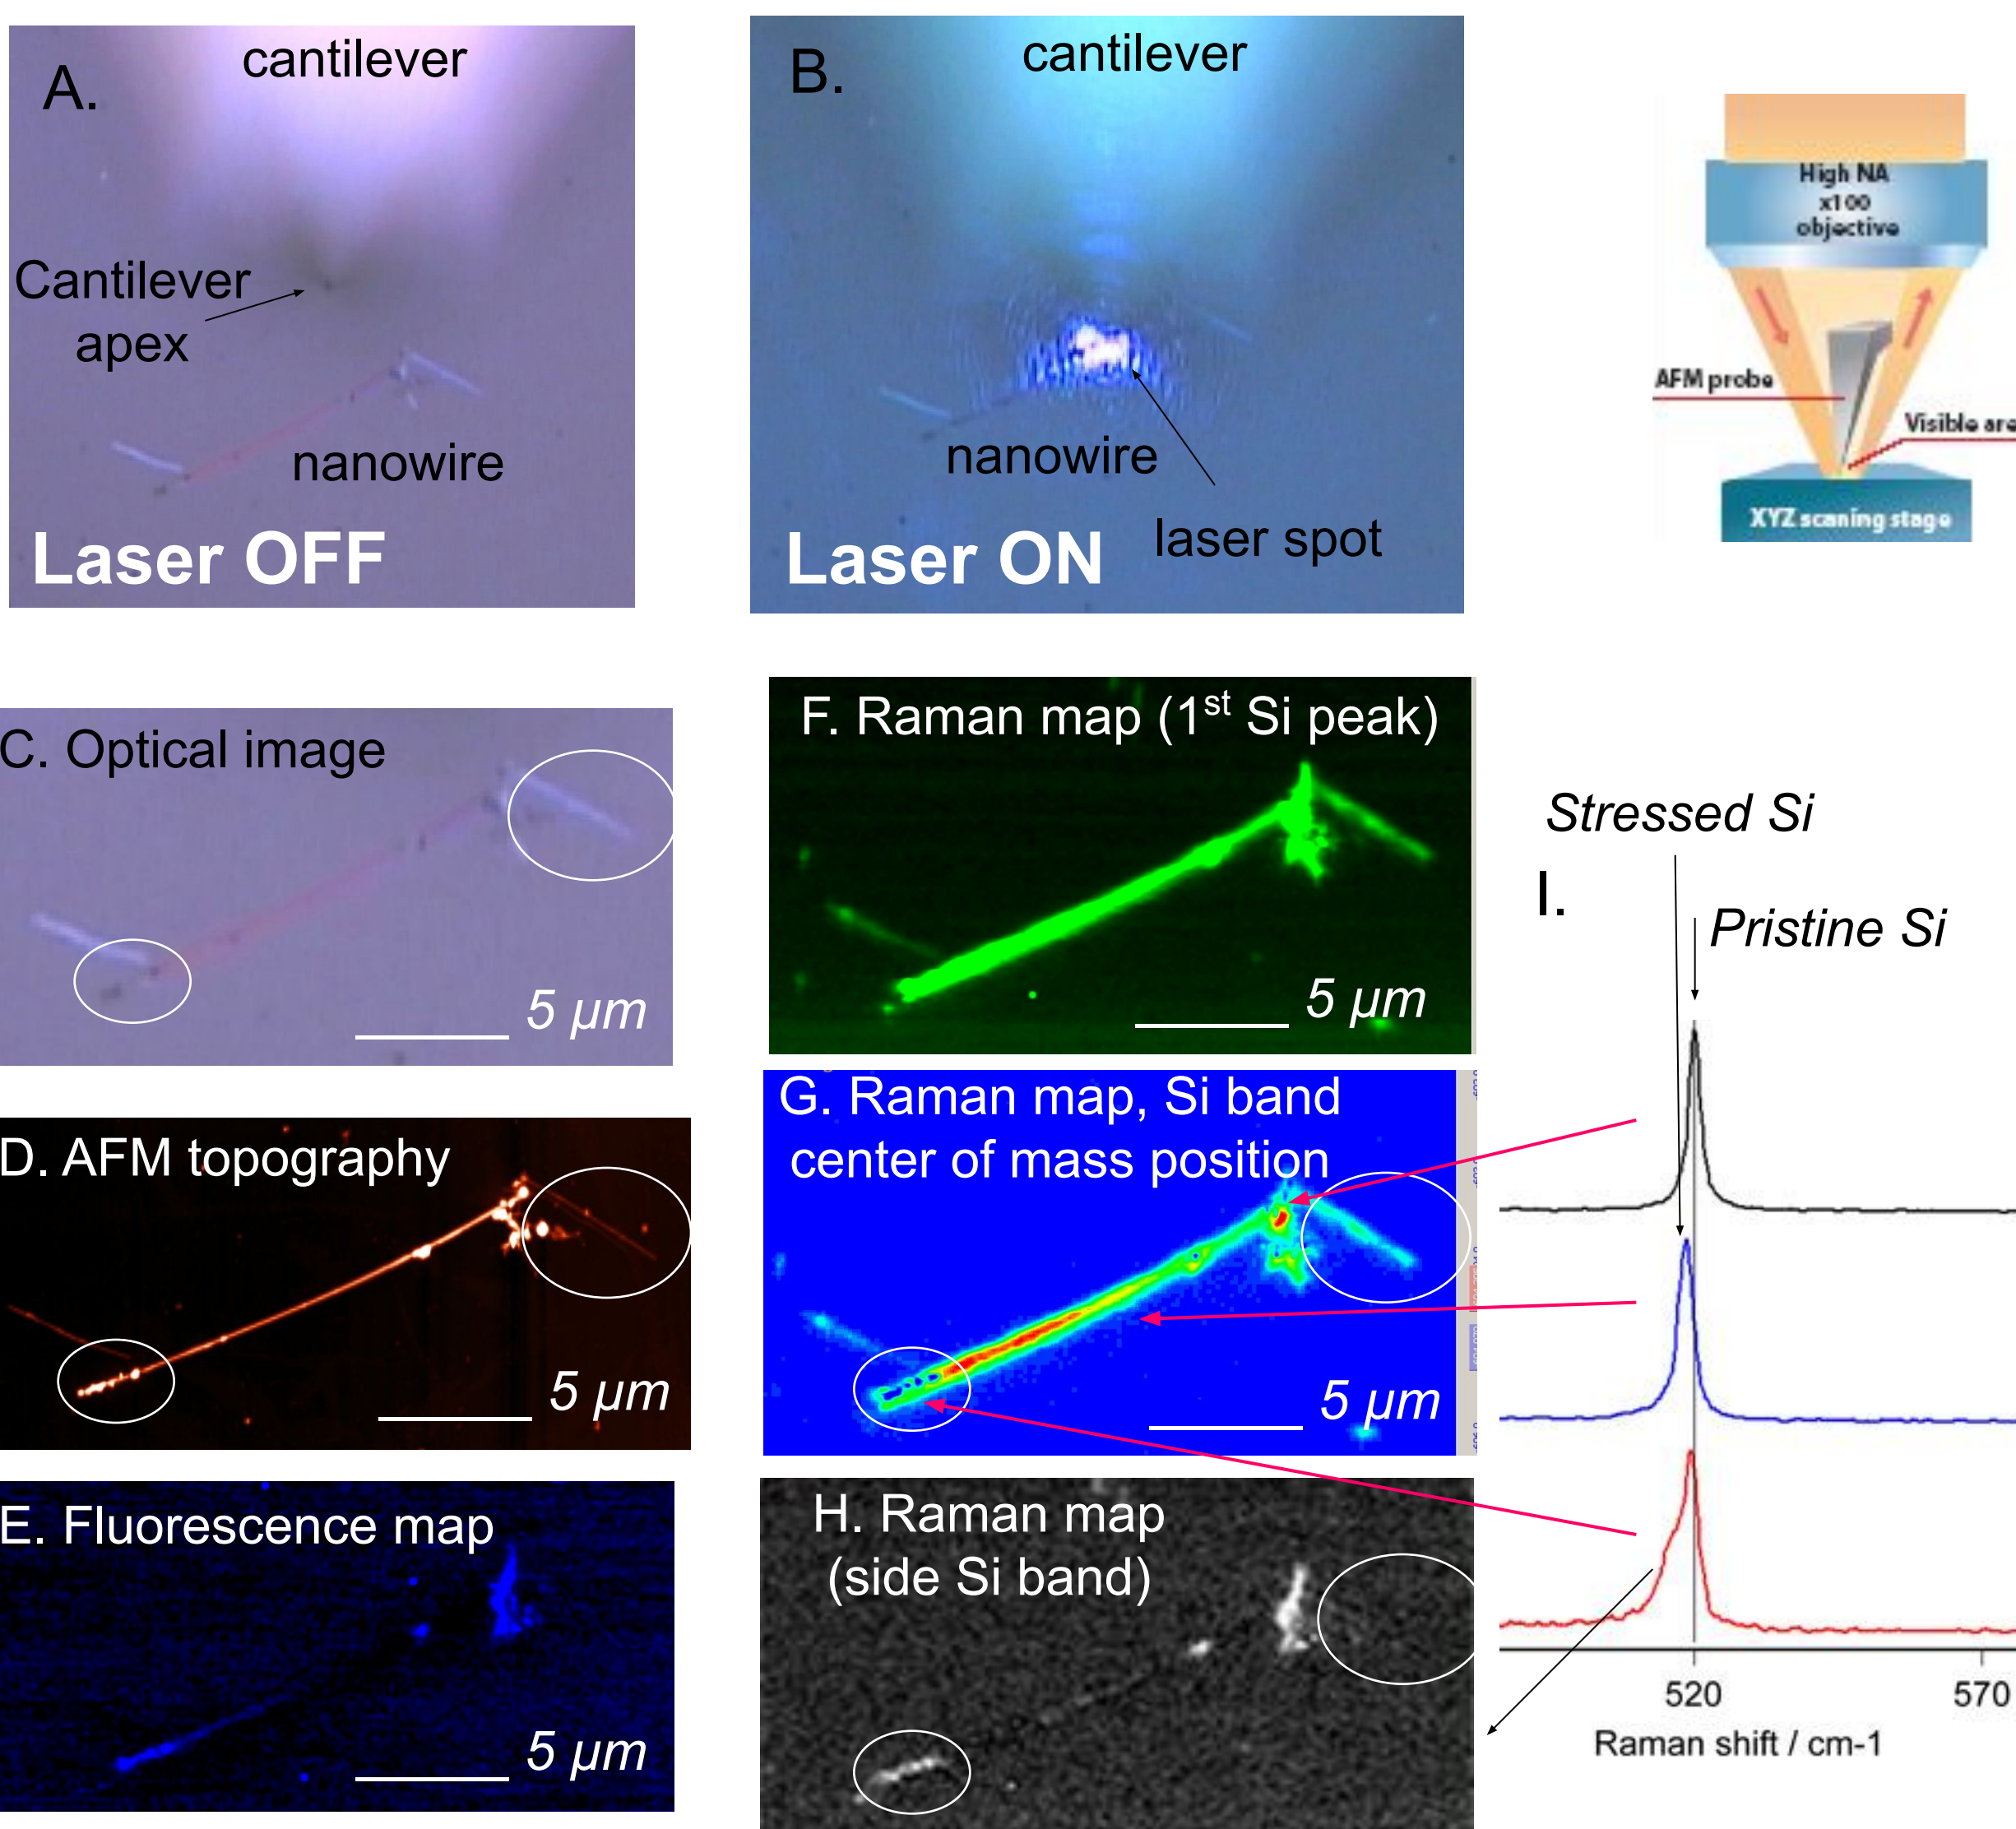 A.
cantilever
Cantilever
apex
nanowire
Laser OFF
B.
cantilever
nanowire
laser spot
Laser ON
High NA
x100
objective
AFM probe
Visible are
XYZ scaning stage
C. Optical image
5 µm
D. AFM topography
5 µm
E. Fluorescence map
5 µm
F. Raman map (1st Si peak)
5 µm
G. Raman map, Si band
center of mass position
5 µm
H. Raman map
(side Si band)
Stressed Si
I.
Pristine Si
520
570
Raman shift / cm-1